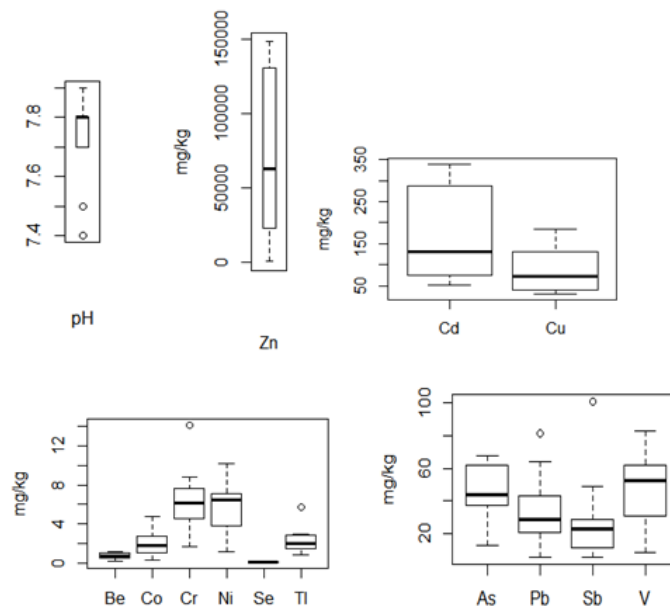 7.4 7.6 7.8
pH
mg/kg
0 50000 100000 150000
Zn
mg/kg
50 150 250 350
Cd Cu
mg/kg
0 4 8 12
Be Co Cr Ni Se Tl
mg/kg
20 60 100
As Pb Sb V